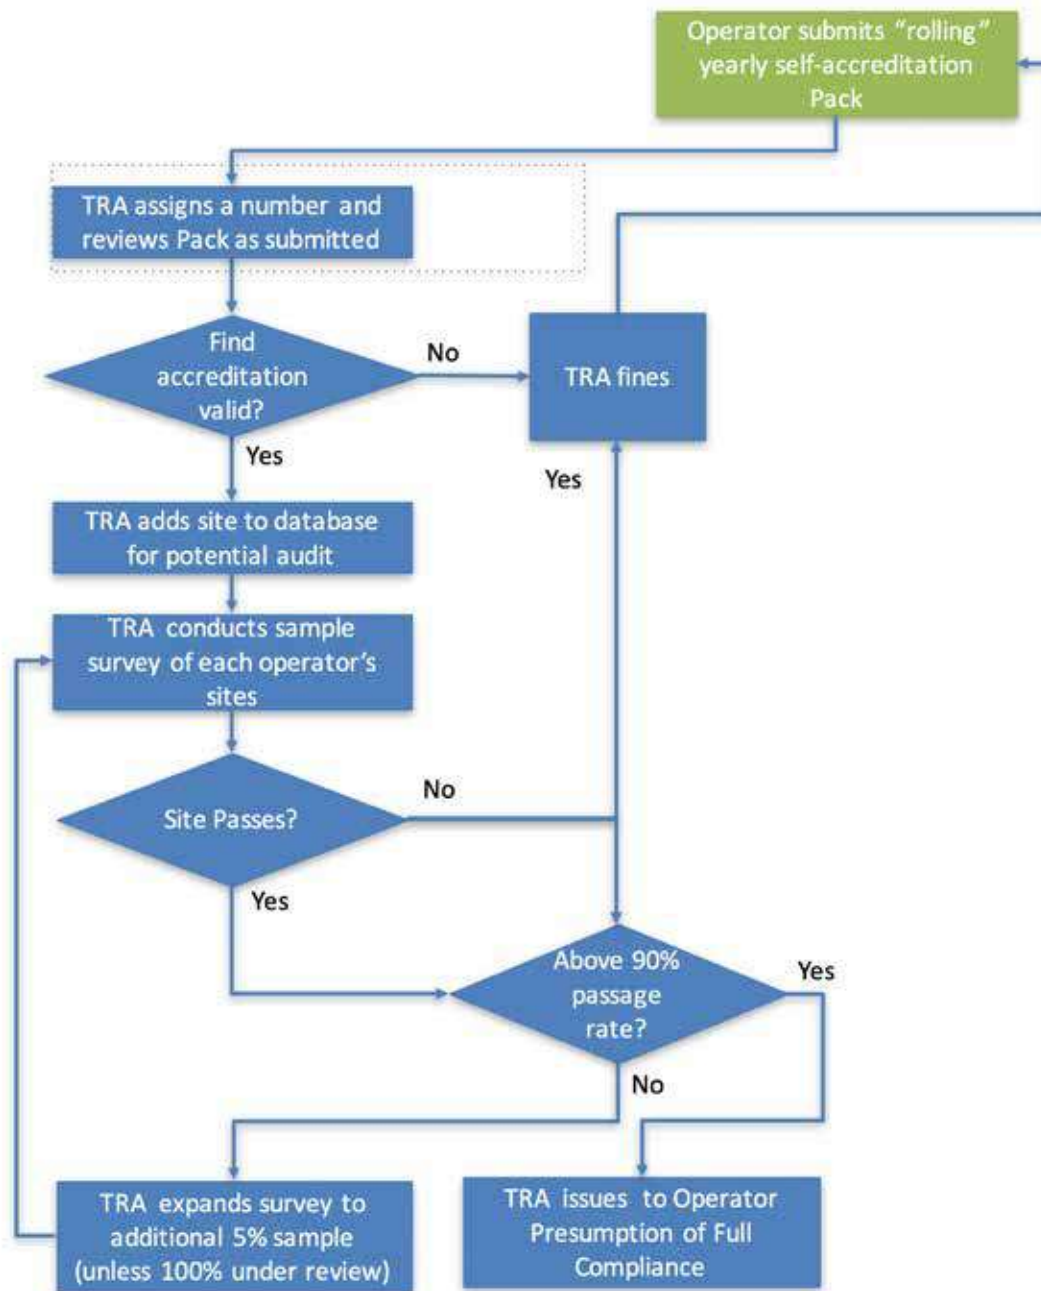 Operator submits “rolling”
yearly self-accreditation
Pack
TRA assigns a number and
reviews Pack as submitted
Find
accreditation
valid?
No
TRA fines
Yes
Yes
TRA adds site to database
for potential audit
TRA conducts sample
survey of each operator’s
sites
Site Passes?
No
Yes
Above 90%
passage
rate?
Yes
No
TRA expands survey to
additional 5% sample
(unless 100% under review)
TRA issues to Operator
Presumption of Full
Compliance